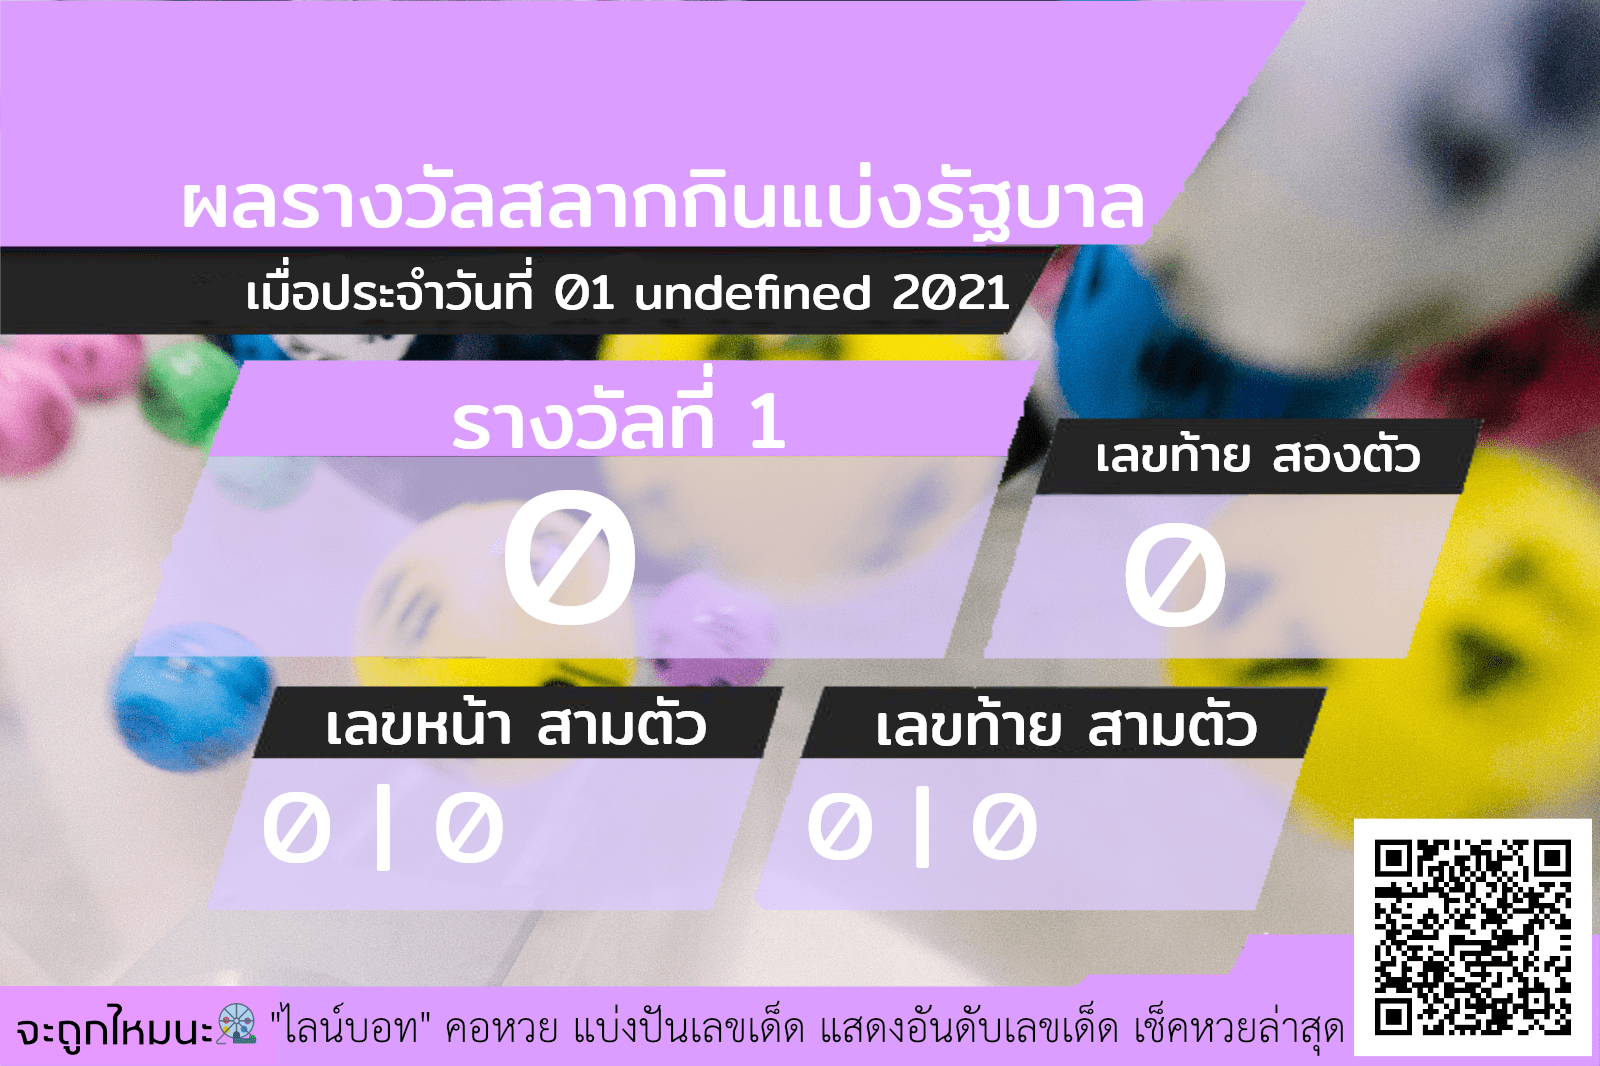 ผลรางวัลสลากกินแบ่งรัฐบาล
เมื่อประจำวันที่ 01 undefined 2021
รางวัลที่ 1
0
เลขท้าย สองตัว
0
เลขหน้า สามตัว
0 | 0
เลขท้าย สามตัว
0 | 0
จะถูกไหมนะ "ไลน์บอท" คอหวย แบ่งปันเลขเด็ด แสดงอันดับเลขเด็ด เช็คหวยล่าสุด